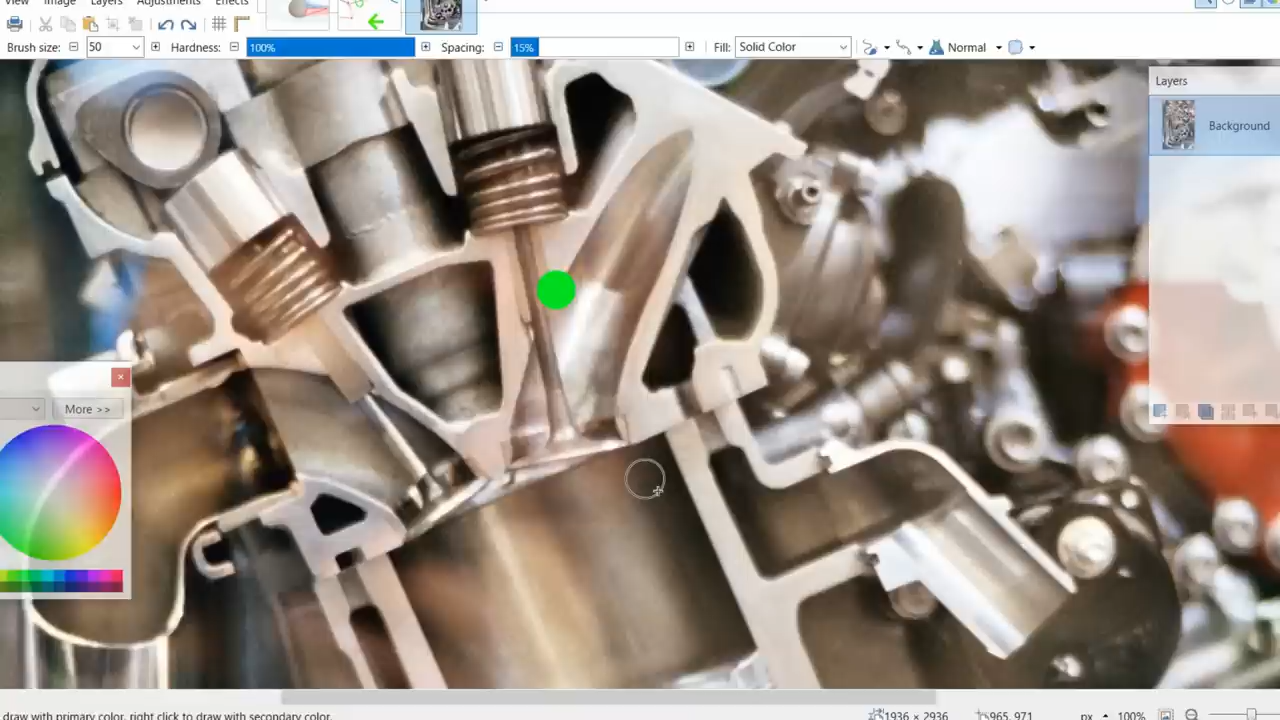 View Image Layers Adjustments Effects
Brush size: 50 Hardness: 100% Spacing: 15% Fill: Solid Color Normal
Layers
Background
More >>
draw with primary color, right click to draw with secondary color.
1936 × 2936 965, 971 px 100%